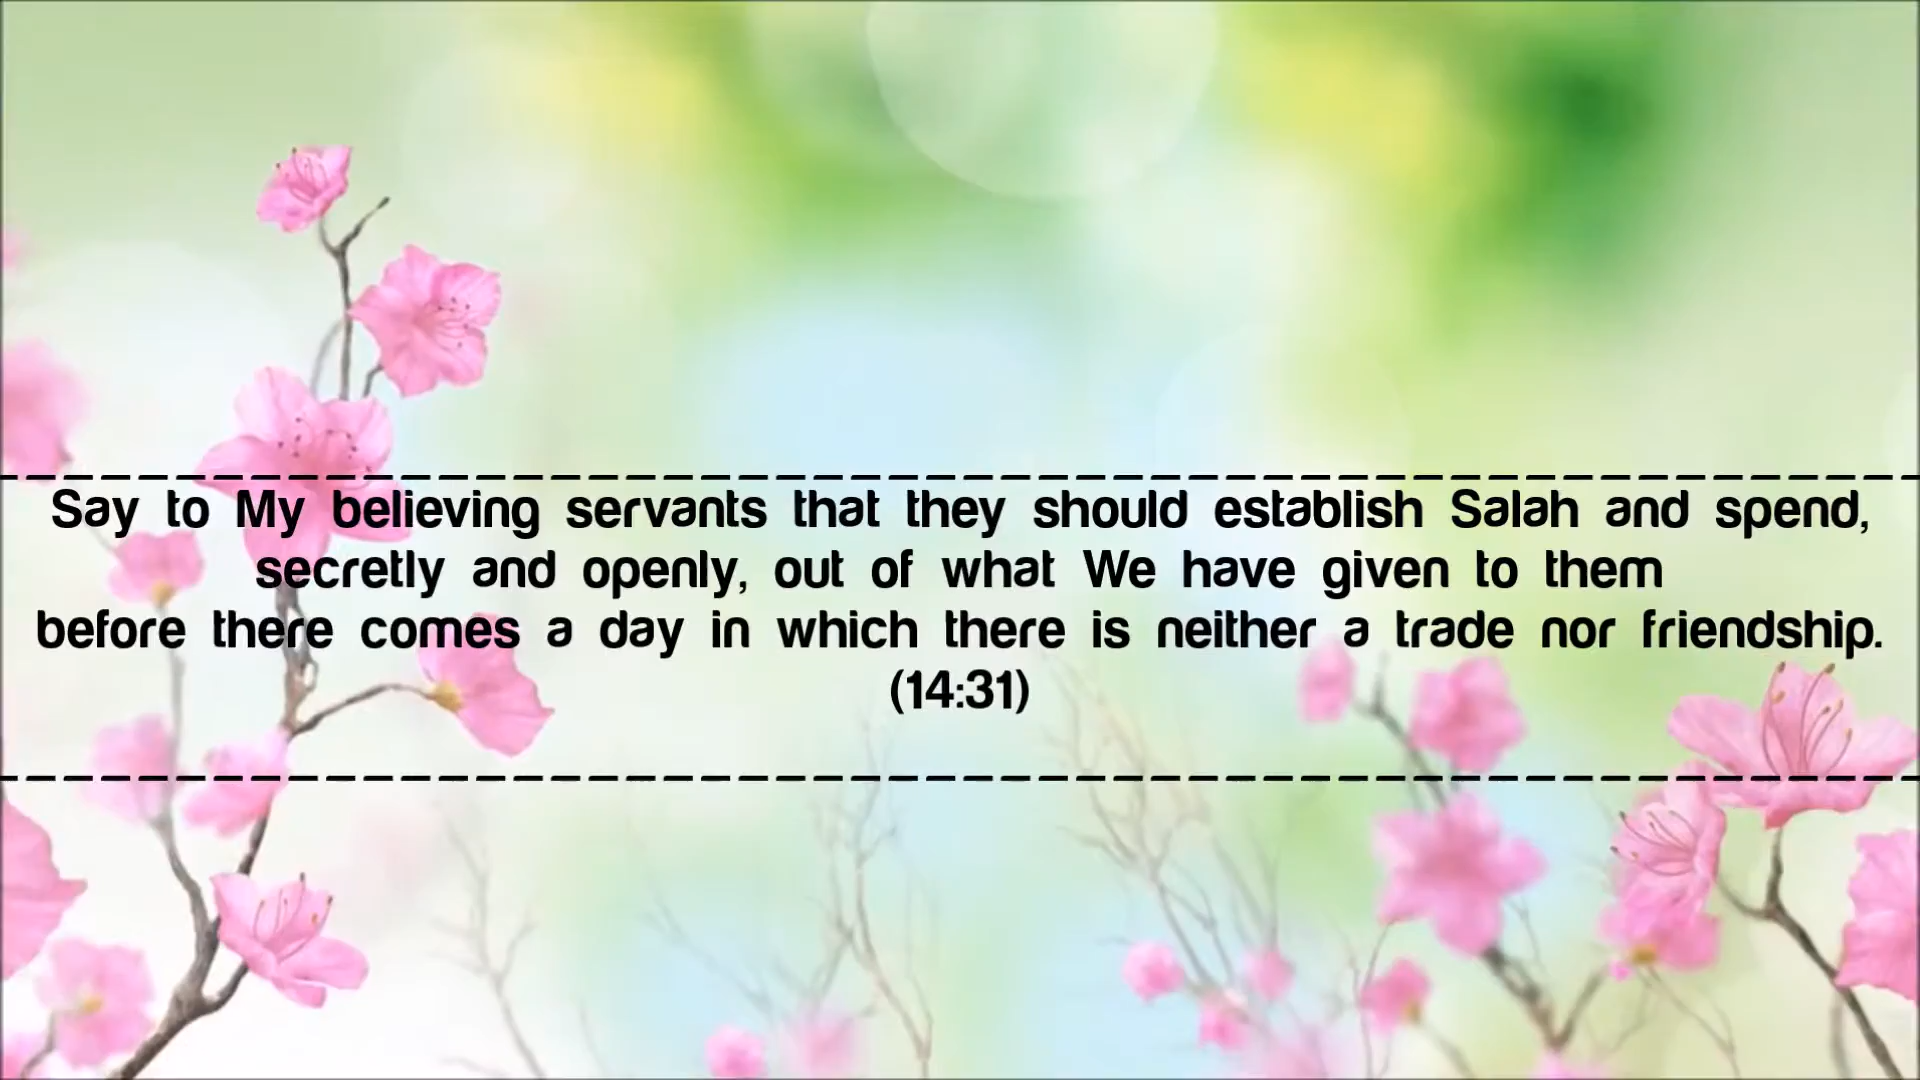 Say to My believing servants that they should establish Salah and spend,
secretly and openly, out of what We have given to them
before there comes a day in which there is neither a trade nor friendship.
(14:31)